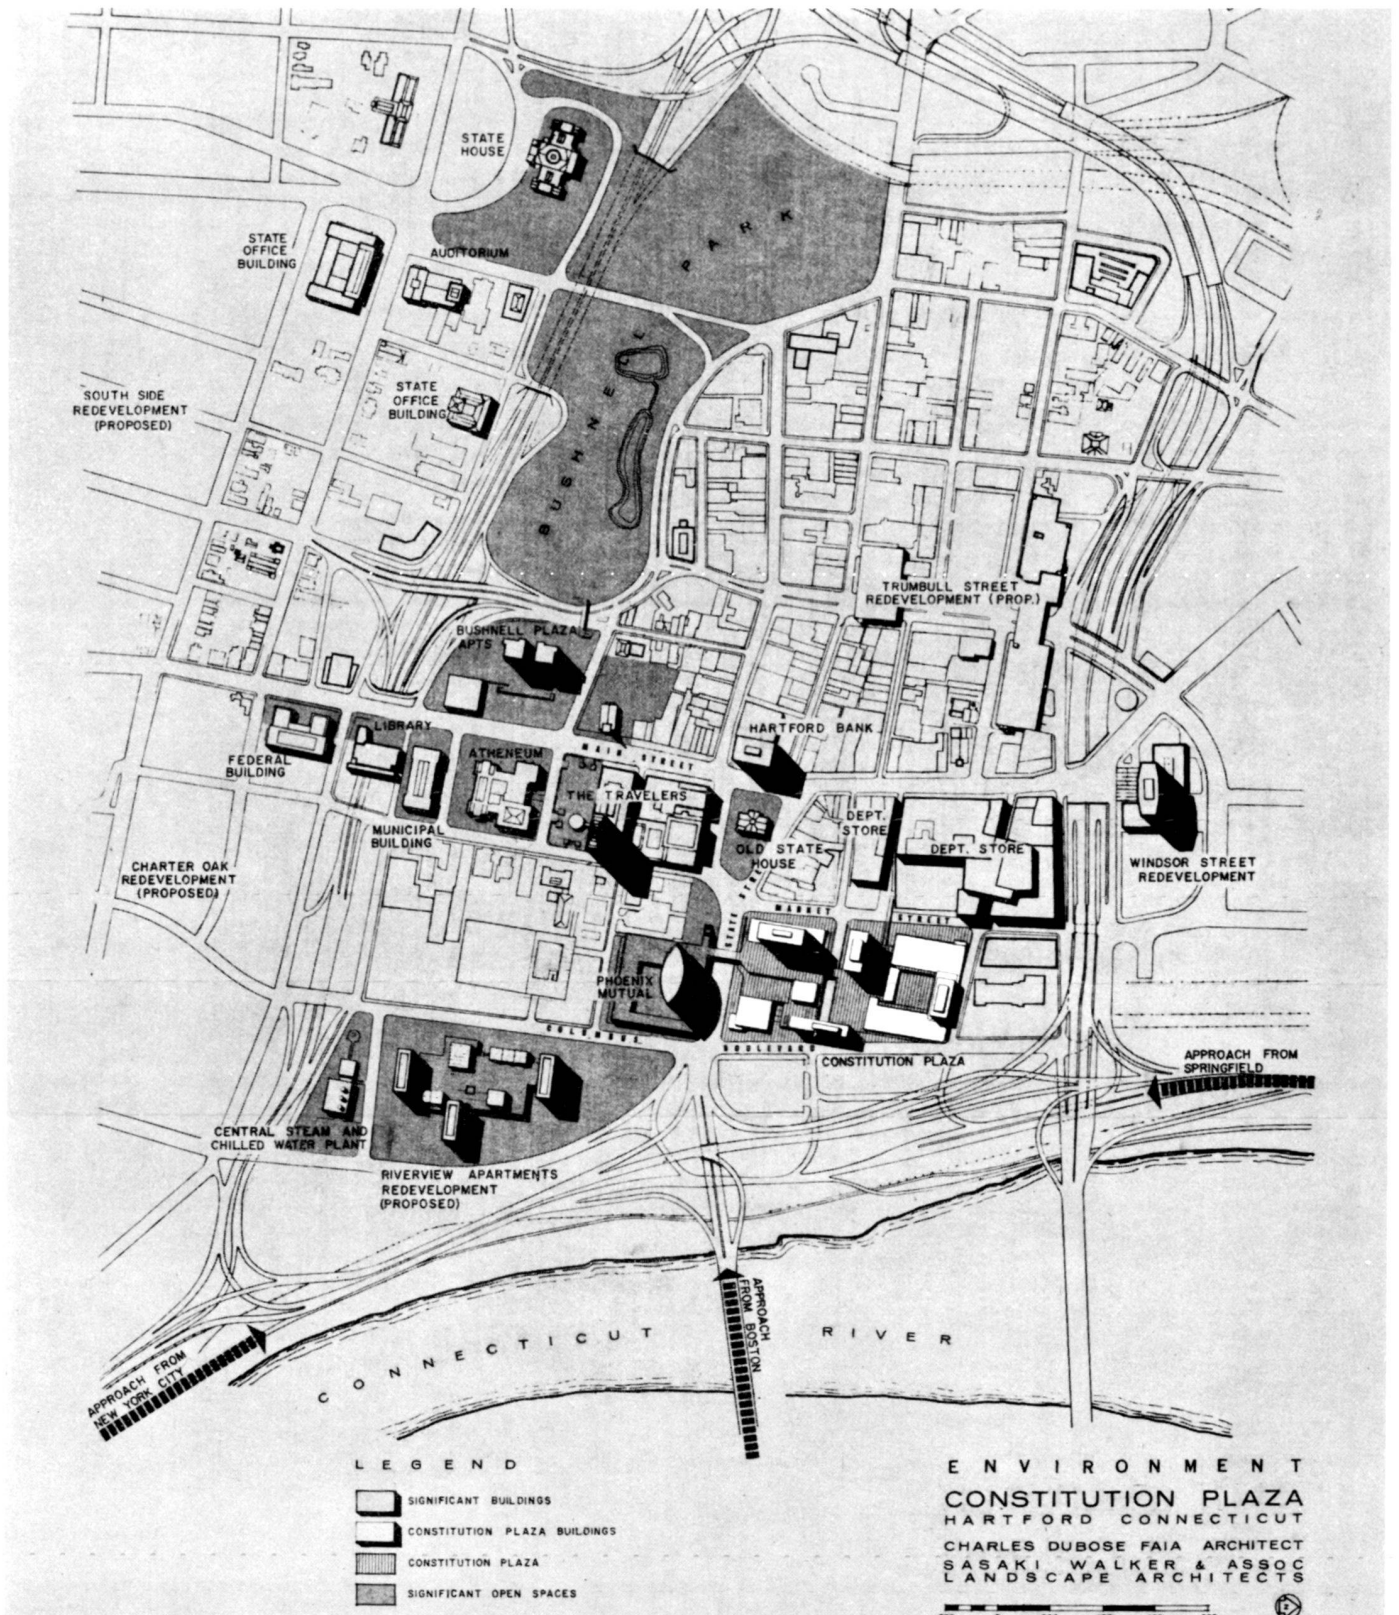 STATE
HOUSE
PARK
STATE
OFFICE
BUILDING
AUDITORIUM
BUSHNELL
SOUTH SIDE
REDEVELOPMENT
(PROPOSED)
STATE
OFFICE
BUILDING
TRUMBULL STREET
REDEVELOPMENT (PROP.)
BUSHNELL PLAZA
APTS
LIBRARY
HARTFORD BANK
MAIN STREET
ATHENEUM
FEDERAL
BUILDING
THE TRAVELERS
DEPT.
STORE
MUNICIPAL
BUILDING
OLD STATE
HOUSE
DEPT. STORE
WINDSOR STREET
REDEVELOPMENT
CHARTER OAK
REDEVELOPMENT
(PROPOSED)
STATE
MARKET STREET
PHOENIX
MUTUAL
COLUMBUS BOULEVARD
CONSTITUTION PLAZA
APPROACH FROM
SPRINGFIELD
CENTRAL STEAM AND
CHILLED WATER PLANT
RIVERVIEW APARTMENTS
REDEVELOPMENT
(PROPOSED)
APPROACH
FROM BOSTON
CONNECTICUT RIVER
APPROACH FROM
NEW YORK CITY
LEGEND
SIGNIFICANT BUILDINGS
CONSTITUTION PLAZA BUILDINGS
CONSTITUTION PLAZA
SIGNIFICANT OPEN SPACES
ENVIRONMENT
CONSTITUTION PLAZA
HARTFORD CONNECTICUT
CHARLES DUBOSE FAIA ARCHITECT
SASAKI WALKER & ASSOC
LANDSCAPE ARCHITECTS